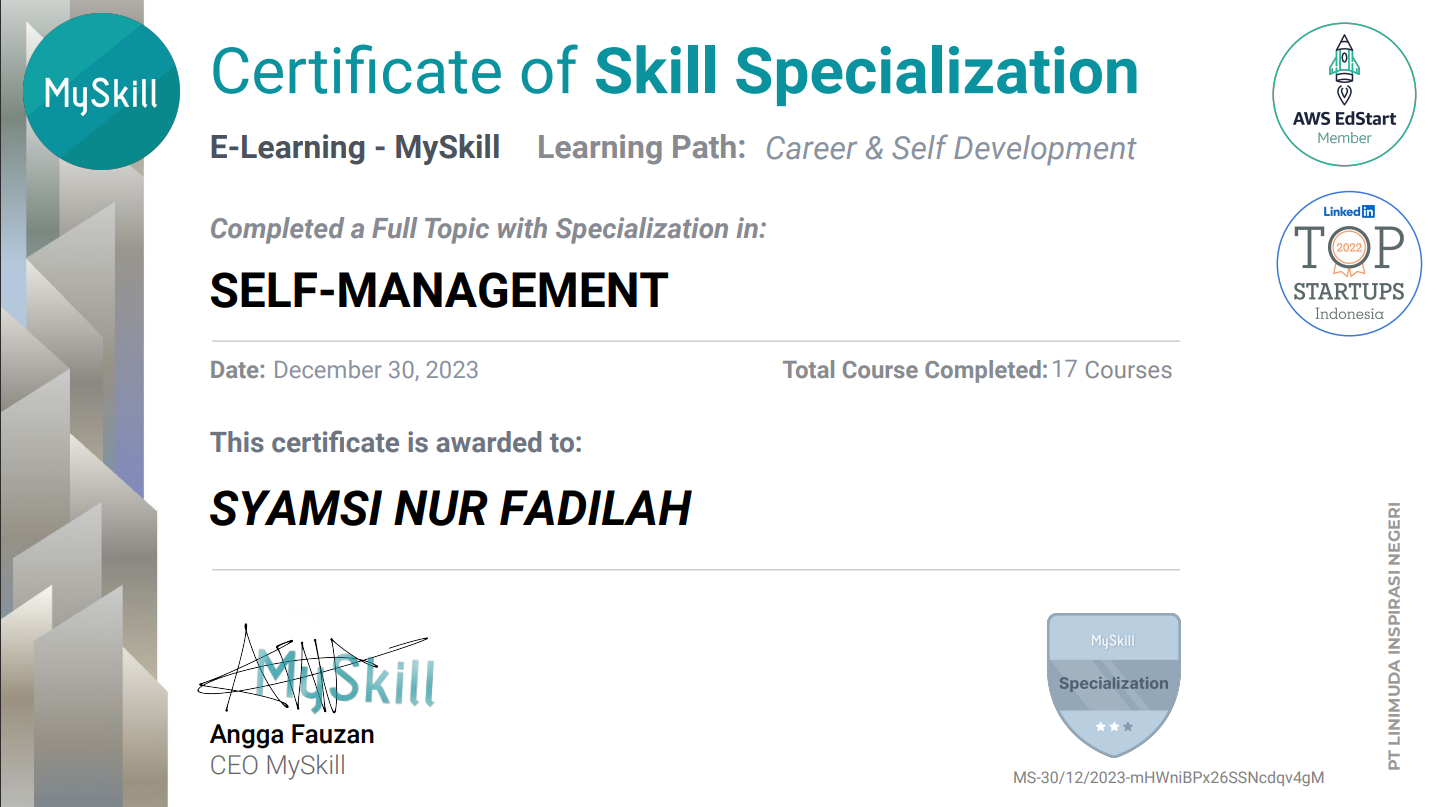 MySkill
Certificate of Skill Specialization
E-Learning - MySkill Learning Path: Career & Self Development
Completed a Full Topic with Specialization in:
SELF-MANAGEMENT
Date: December 30, 2023 Total Course Completed: 17 Courses
This certificate is awarded to:
SYAMSI NUR FADILAH
MySkill
Angga Fauzan
CEO MySkill
MySkill
Specialization
MS-30/12/2023-mHWniBPx26SSNcdqv4gM
AWS EdStart
Member
Linked in
TOP
2022
STARTUPS
Indonesia
PT LINIMUDA INSPIRASI NEGERI